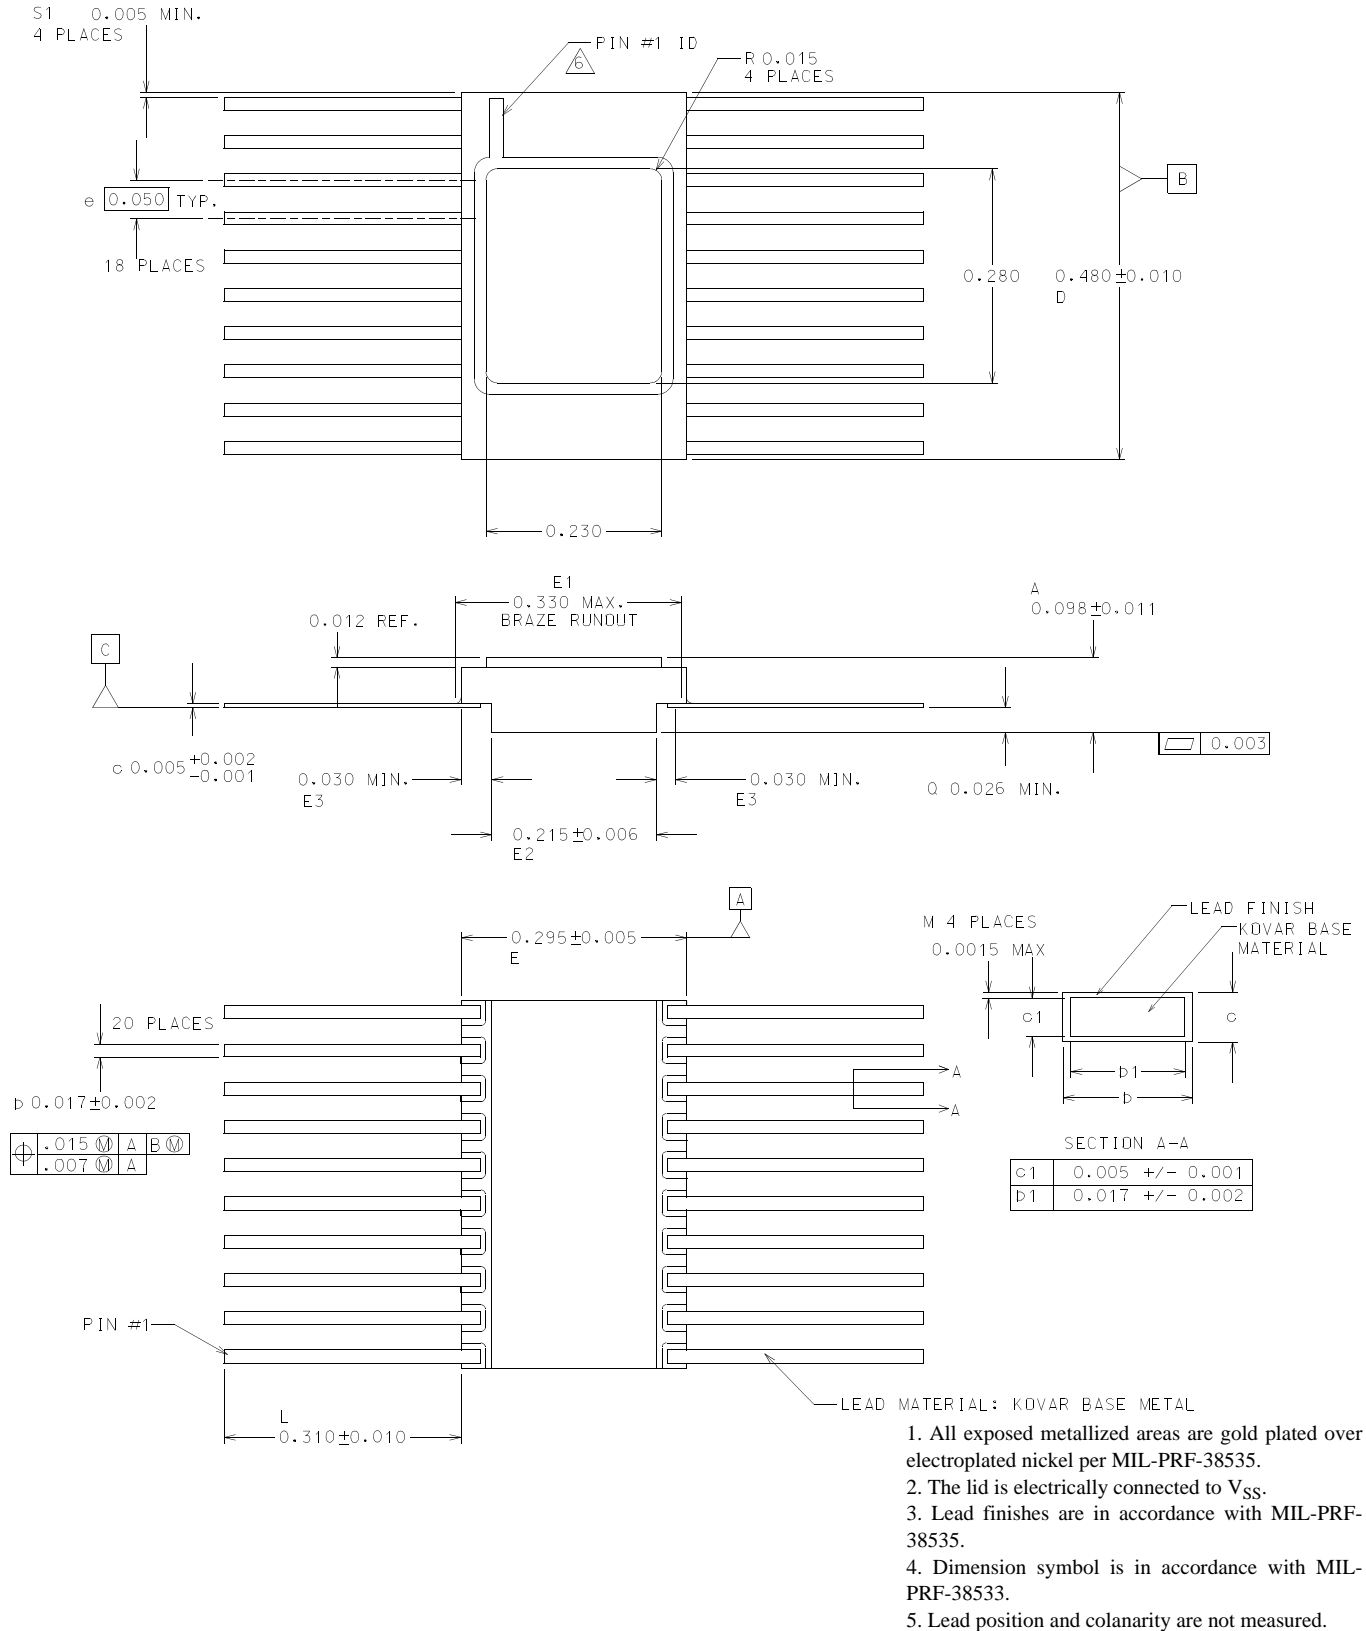 S1 0.005 MIN.
4 PLACES
PIN #1 ID
6
R 0.015
4 PLACES
B
e 0.050 TYP.
18 PLACES
0.280
0.480±0.010
D
0.230
E1
0.330 MAX.
BRAZE RUNOUT
0.012 REF.
A
0.098±0.011
C
c 0.005 +0.002
-0.001
0.030 MIN.
E3
0.030 MIN.
E3
Q 0.026 MIN.
0.003
0.215±0.006
E2
A
0.295±0.005
E
M 4 PLACES
0.0015 MAX
LEAD FINISH
KOVAR BASE
MATERIAL
c1
c
b1
b
20 PLACES
b 0.017±0.002
.015 Ⓜ A B Ⓜ
.007 Ⓜ A
A
A
SECTION A-A
c1 0.005 +/- 0.001
b1 0.017 +/- 0.002
PIN #1
L
0.310±0.010
LEAD MATERIAL: KOVAR BASE METAL
1. All exposed metallized areas are gold plated over
electroplated nickel per MIL-PRF-38535.
2. The lid is electrically connected to VSS.
3. Lead finishes are in accordance with MIL-PRF-
38535.
4. Dimension symbol is in accordance with MIL-
PRF-38533.
5. Lead position and colanarity are not measured.